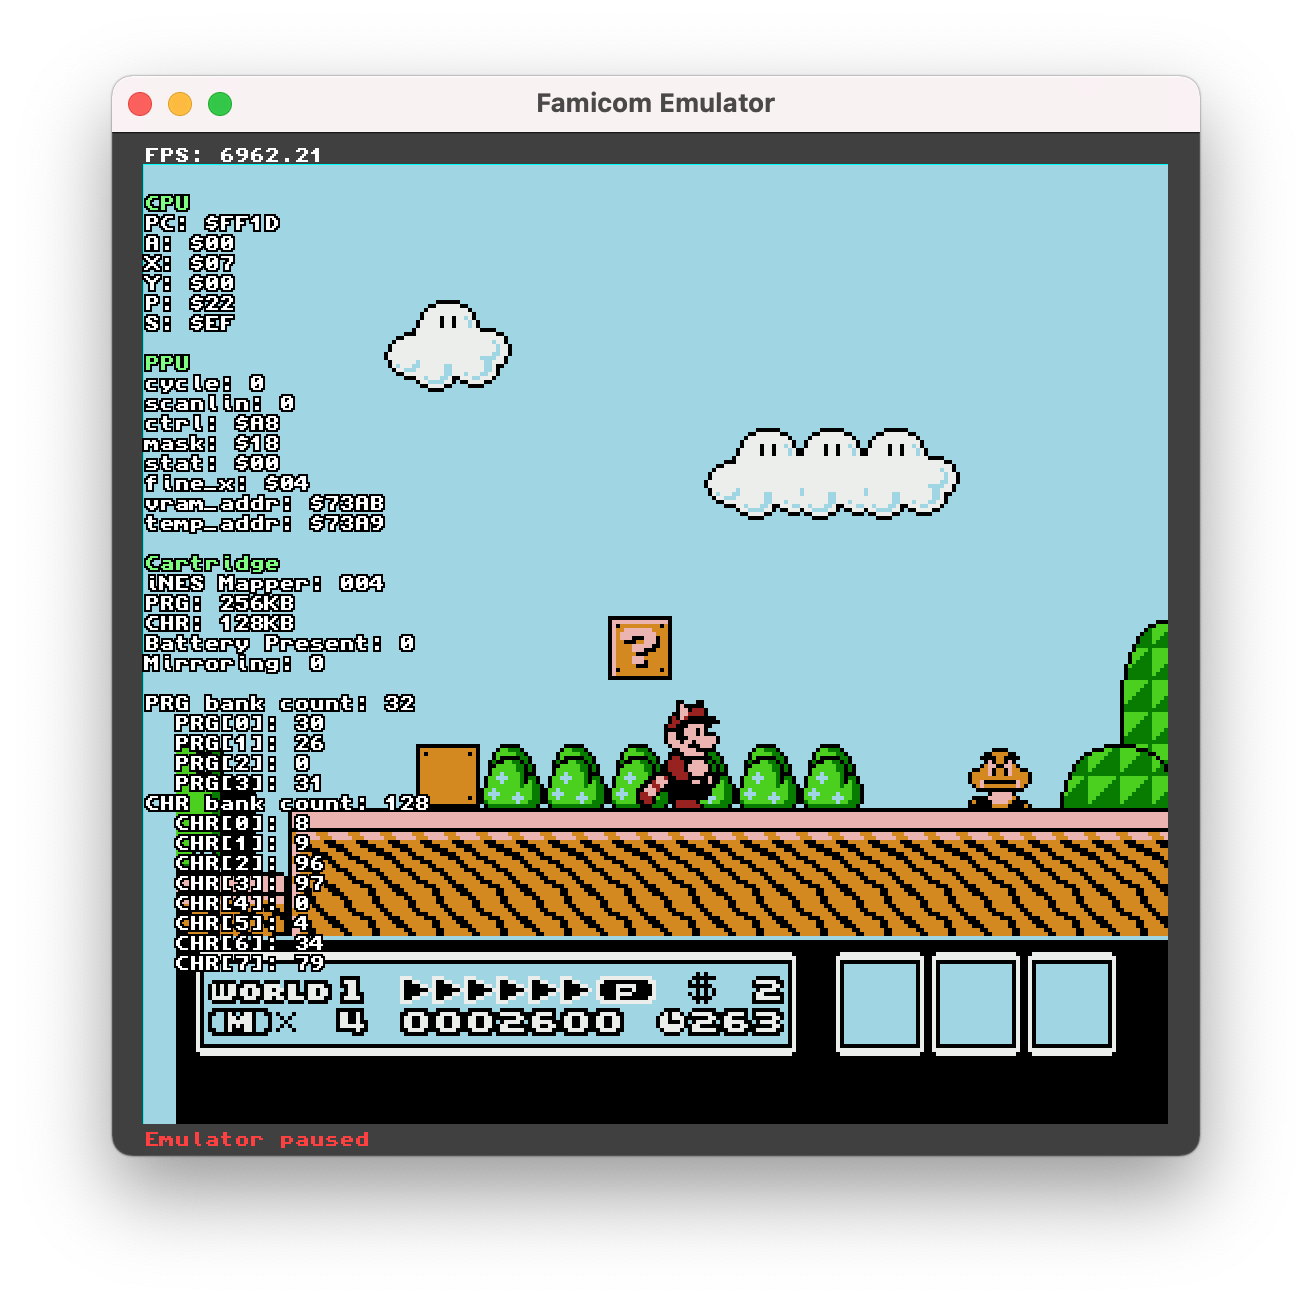 Famicom Emulator
FPS: 6962.21
CPU
PC: $FF1D
A: $00
X: $07
Y: $00
P: $22
S: $EF
PPU
cycle: 0
scanlin: 0
ctrl: $A8
mask: $18
stat: $00
fine_x: $04
vram_addr: $73AB
temp_addr: $73A9
Cartridge
iNES Mapper: 004
PRG: 256KB
CHR: 128KB
Battery Present: 0
Mirroring: 0
PRG bank count: 32
PRG[0]: 30
PRG[1]: 26
PRG[2]: 0
PRG[3]: 31
CHR bank count: 128
CHR[0]: 8
CHR[1]: 9
CHR[2]: 96
CHR[3]: 97
CHR[4]: 0
CHR[5]: 4
CHR[6]: 34
CHR[7]: 79
?
WORLD 1 P $ 2
M x 4 0002600 263
Emulator paused